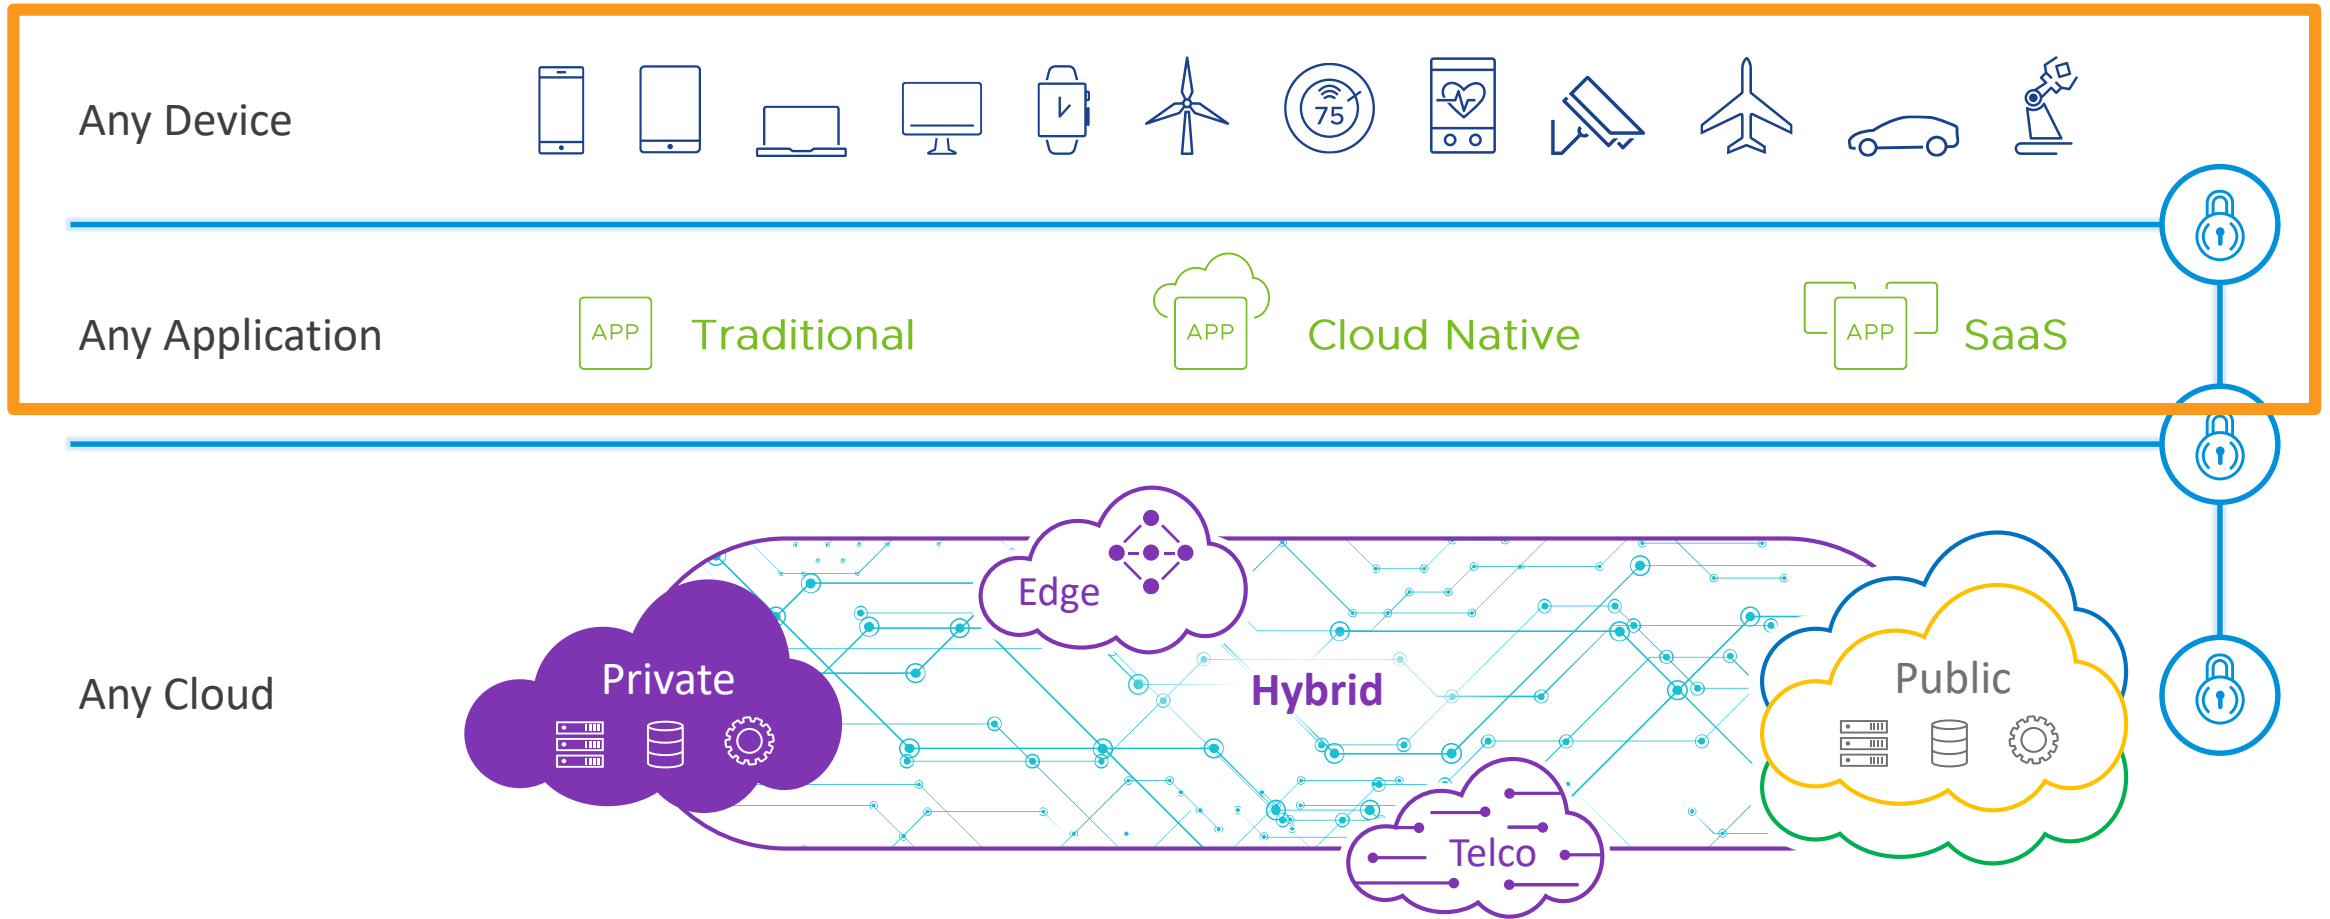 Any Device
75
Any Application
APP
Traditional
APP
Cloud Native
APP
SaaS
Any Cloud
Private
Edge
Hybrid
Telco
Public